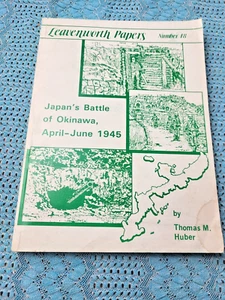 Leavenworth Papers
Number 18
Japan's Battle
of Okinawa,
April-June 1945
by
Thomas M.
Huber